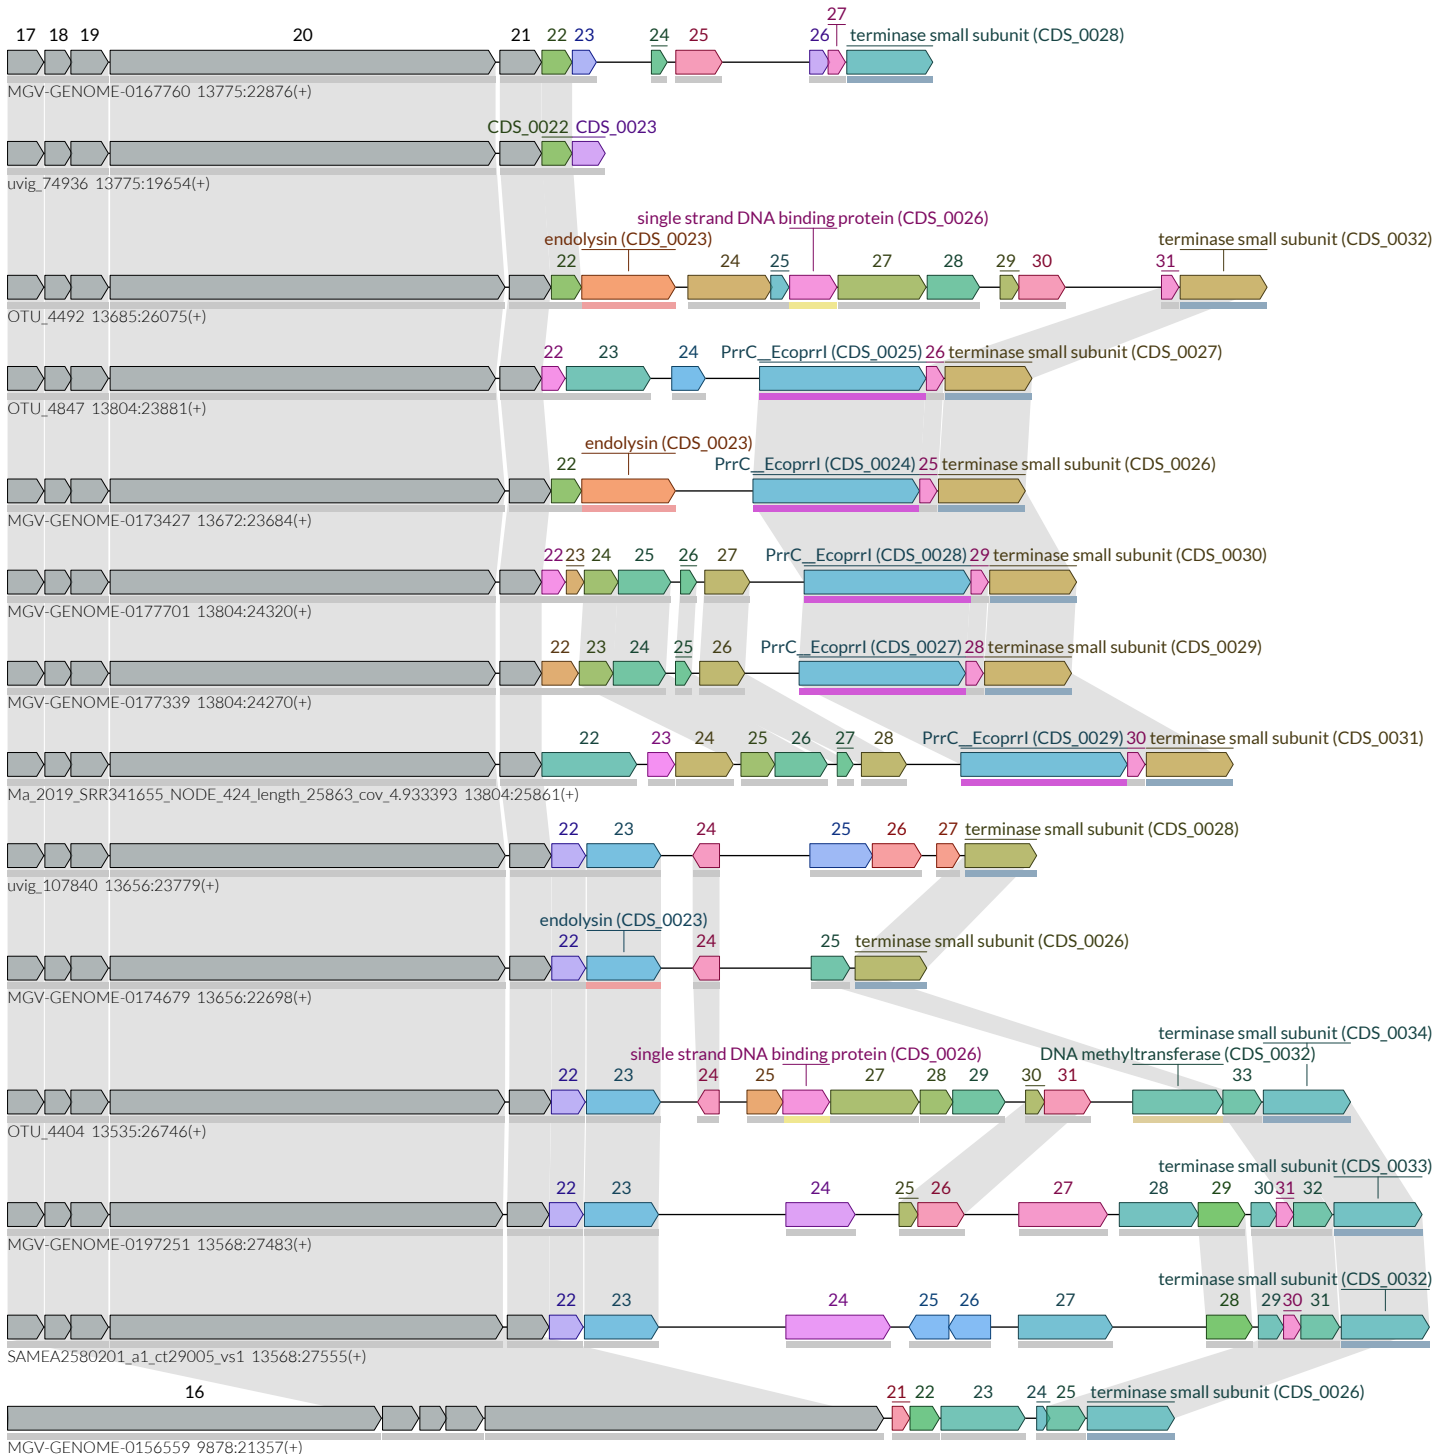 27
17 18 19 20 21 22 23 24 25 26 terminase small subunit (CDS_0028)
MGV-GENOME-0167760 13775:22876(+)
CDS_0022 CDS_0023
uvig_74936 13775:19654(+)
single strand DNA binding protein (CDS_0026)
endolysin (CDS_0023) terminase small subunit (CDS_0032)
22 24 25 27 28 29 30 31
OTU_4492 13685:26075(+)
22 23 24 PrrC__EcoprrI (CDS_0025) 26 terminase small subunit (CDS_0027)
OTU_4847 13804:23881(+)
endolysin (CDS_0023)
22 PrrC__EcoprrI (CDS_0024) 25 terminase small subunit (CDS_0026)
MGV-GENOME-0173427 13672:23684(+)
22 23 24 25 26 27 PrrC__EcoprrI (CDS_0028) 29 terminase small subunit (CDS_0030)
MGV-GENOME-0177701 13804:24320(+)
22 23 24 25 26 PrrC__EcoprrI (CDS_0027) 28 terminase small subunit (CDS_0029)
MGV-GENOME-0177339 13804:24270(+)
22 23 24 25 26 27 28 PrrC__EcoprrI (CDS_0029) 30 terminase small subunit (CDS_0031)
Ma_2019_SRR341655_NODE_424_length_25863_cov_4.933393 13804:25861(+)
22 23 24 25 26 27 terminase small subunit (CDS_0028)
uvig_107840 13656:23779(+)
endolysin (CDS_0023)
22 24 25 terminase small subunit (CDS_0026)
MGV-GENOME-0174679 13656:22698(+)
terminase small subunit (CDS_0034)
single strand DNA binding protein (CDS_0026) DNA methyltransferase (CDS_0032)
22 23 24 25 27 28 29 30 31 33
OTU_4404 13535:26746(+)
terminase small subunit (CDS_0033)
22 23 24 25 26 27 28 29 30 31 32
MGV-GENOME-0197251 13568:27483(+)
terminase small subunit (CDS_0032)
22 23 24 25 26 27 28 29 30 31
SAMEA2580201_a1_ct29005_vs1 13568:27555(+)
16 21 22 23 24 25 terminase small subunit (CDS_0026)
MGV-GENOME-0156559 9878:21357(+)